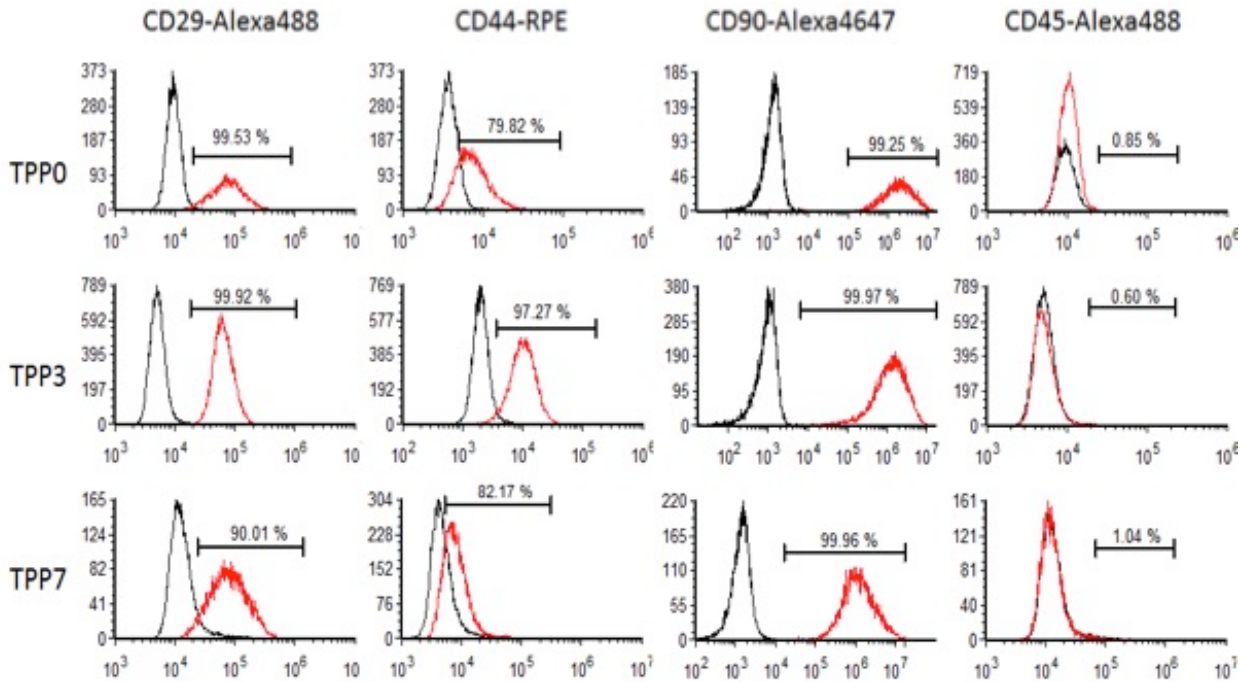 CD29-Alexa488 CD44-RPE CD90-Alexa4647 CD45-Alexa488
TPP0
373 280 187 93 0
99.53 %
10³ 10⁴ 10⁵ 10⁶ 10
373 280 187 93 0
79.82 %
10³ 10⁴ 10⁵ 10⁶
185 139 93 46 0
99.25 %
10² 10³ 10⁴ 10⁵ 10⁶ 10⁷
719 539 360 180 0
0.85 %
10³ 10⁴ 10⁵ 10⁶
TPP3
789 592 395 197 0
99.92 %
10³ 10⁴ 10⁵ 10⁶ 10⁷
769 577 385 192 0
97.27 %
10² 10³ 10⁴ 10⁵ 10⁶
380 285 190 95 0
99.97 %
10² 10³ 10⁴ 10⁵ 10⁶ 10⁷
789 592 395 197 0
0.60 %
10³ 10⁴ 10⁵ 10⁶
TPP7
165 124 82 41 0
90.01 %
10³ 10⁴ 10⁵ 10⁶ 10⁷
304 228 152 76 0
82.17 %
10³ 10⁴ 10⁵ 10⁶ 10⁷
220 165 110 55 0
99.96 %
10² 10³ 10⁴ 10⁵ 10⁶ 10⁷
161 121 81 40 0
1.04 %
10³ 10⁴ 10⁵ 10⁶ 10⁷